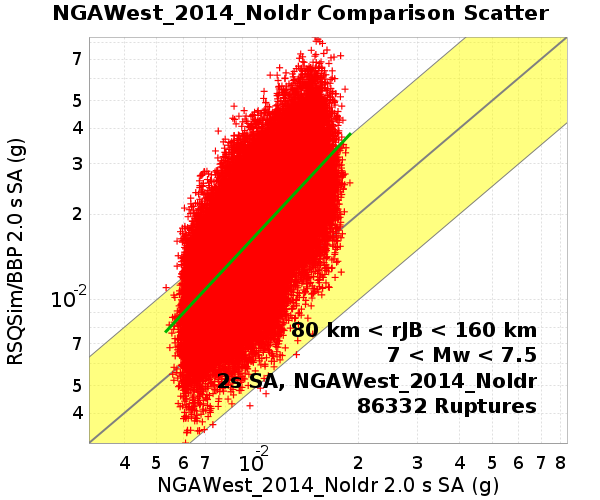 NGAWest_2014_NoIdr Comparison Scatter
RSQSim/BBP 2.0 s SA (g)
7
5
4
3
2
10-2
7
5
4
80 km < rJB < 160 km
7 < Mw < 7.5
2s SA, NGAWest_2014_NoIdr
86332 Ruptures
4 5 6 7 10-2 2 3 4 5 6 7 8
NGAWest_2014_NoIdr 2.0 s SA (g)